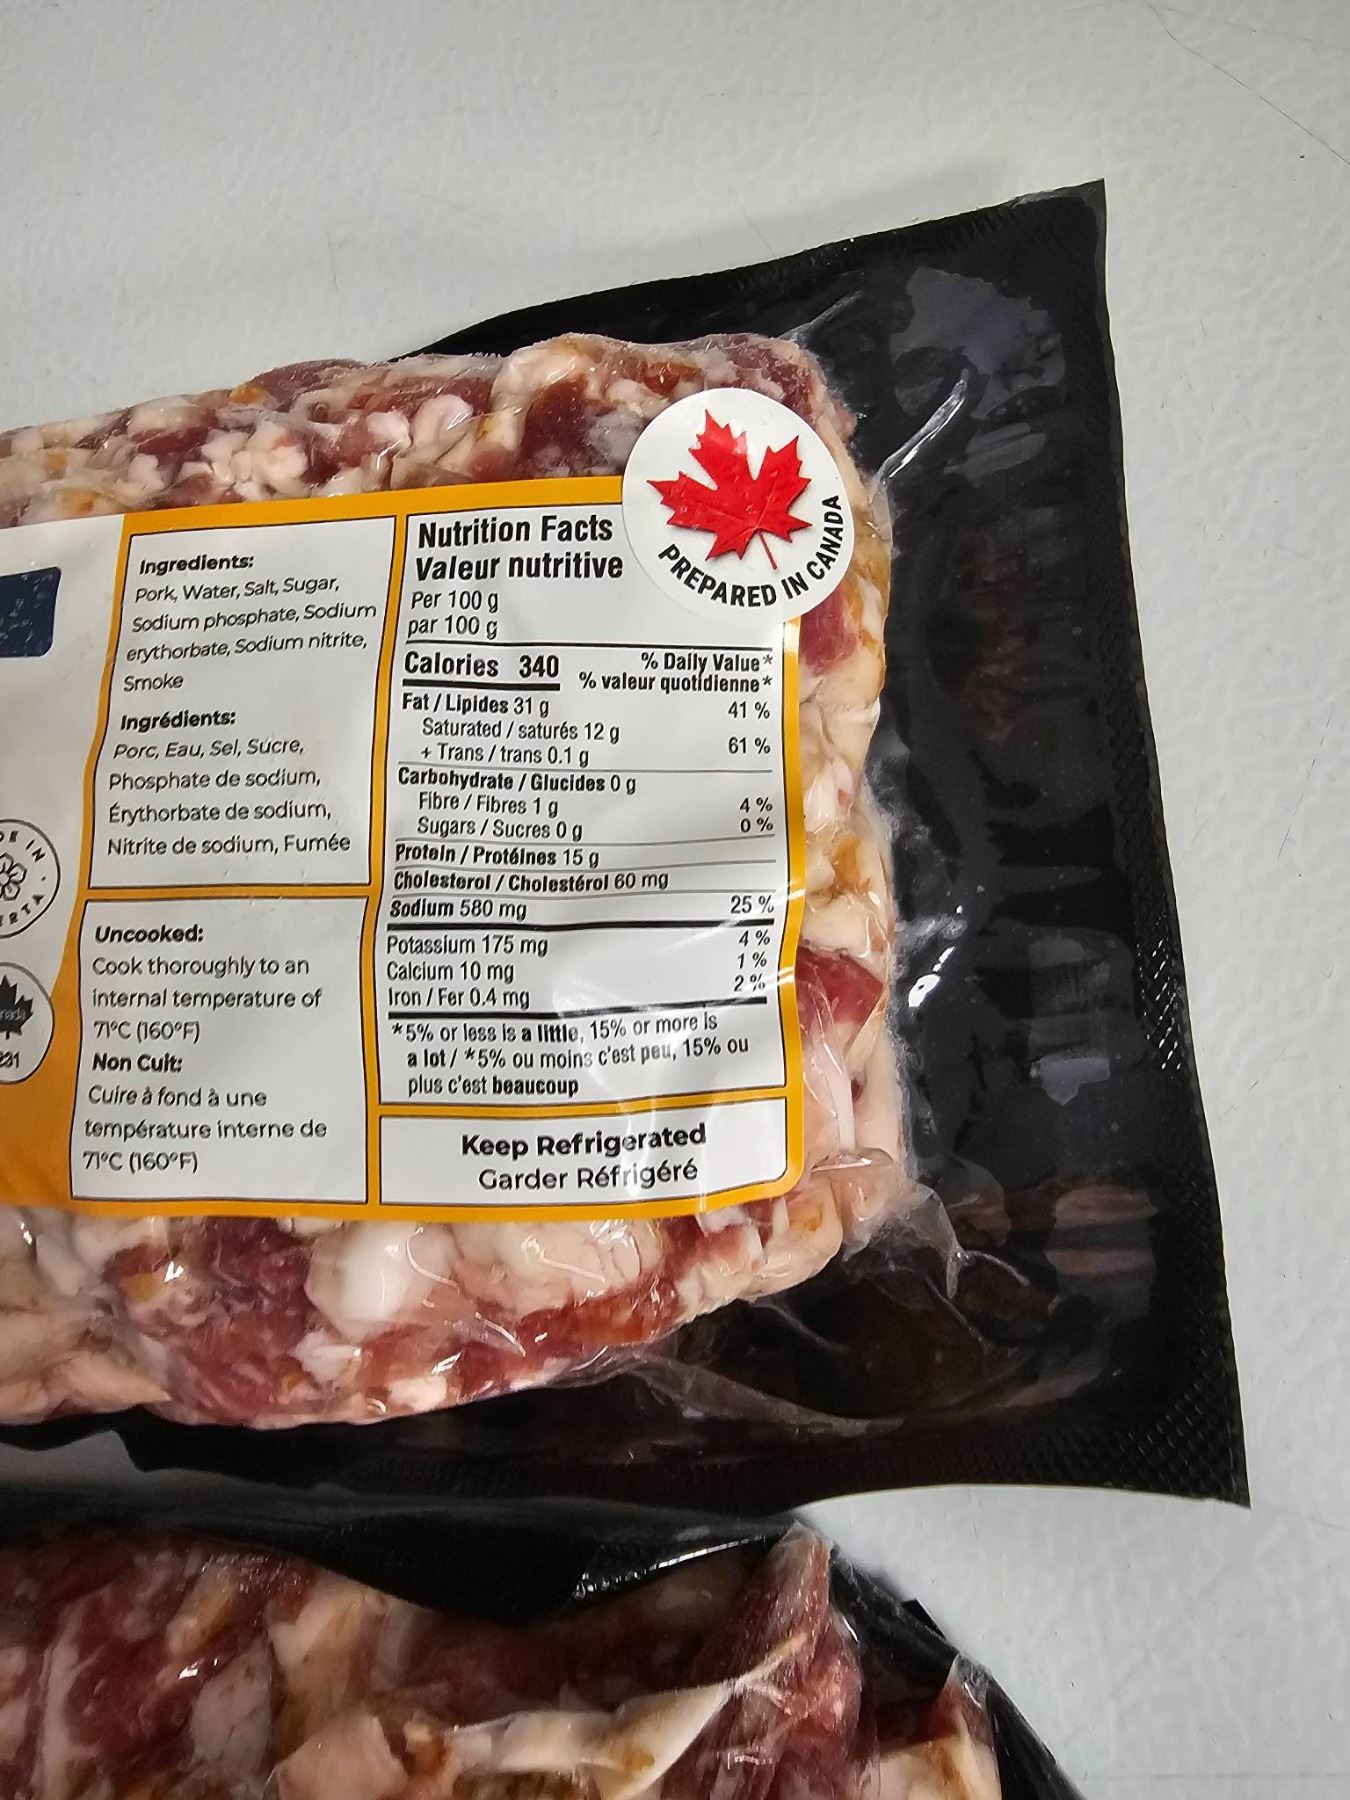 Ingredients:
Pork, Water, Salt, Sugar,
Sodium phosphate, Sodium
erythorbate, Sodium nitrite,
Smoke
Ingrédients:
Porc, Eau, Sel, Sucre,
Phosphate de sodium,
Érythorbate de sodium,
Nitrite de sodium, Fumée
Uncooked:
Cook thoroughly to an
internal temperature of
71°C (160°F)
Non Cuit:
Cuire à fond à une
température interne de
71°C (160°F)
Nutrition Facts
Valeur nutritive
Per 100 g
par 100 g
Calories 340
% Daily Value*
% valeur quotidienne*
Fat / Lipides 31 g 41 %
Saturated / saturés 12 g
+ Trans / trans 0.1 g 61 %
Carbohydrate / Glucides 0 g
Fibre / Fibres 1 g 4 %
Sugars / Sucres 0 g 0 %
Protein / Protéines 15 g
Cholesterol / Cholestérol 60 mg
Sodium 580 mg 25 %
Potassium 175 mg 4 %
Calcium 10 mg 1 %
Iron / Fer 0.4 mg 2 %
*5% or less is a little, 15% or more is
a lot / *5% ou moins c'est peu, 15% ou
plus c'est beaucoup
Keep Refrigerated
Garder Réfrigéré
PREPARED IN CANADA
IN